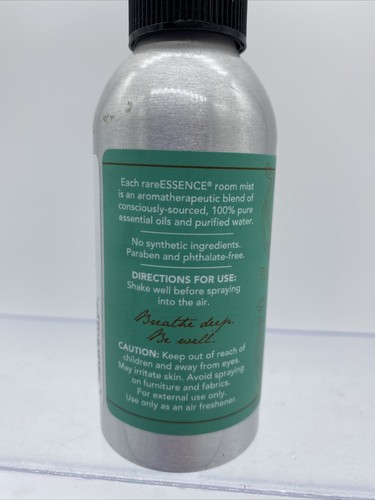 Each rareESSENCE® room mist
is an aromatherapeutic blend of
consciously-sourced, 100% pure
essential oils and purified water.
No synthetic ingredients.
Paraben and phthalate-free.
DIRECTIONS FOR USE:
Shake well before spraying
into the air.
Breathe deep.
Be well.
CAUTION: Keep out of reach of
children and away from eyes.
May irritate skin. Avoid spraying
on furniture and fabrics.
For external use only.
Use only as an air freshener.